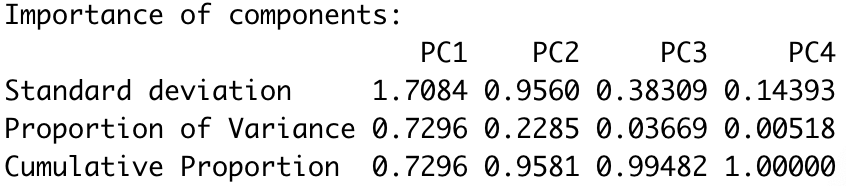 Importance of components:
                          PC1    PC2     PC3     PC4
Standard deviation     1.7084 0.9560 0.38309 0.14393
Proportion of Variance 0.7296 0.2285 0.03669 0.00518
Cumulative Proportion  0.7296 0.9581 0.99482 1.00000